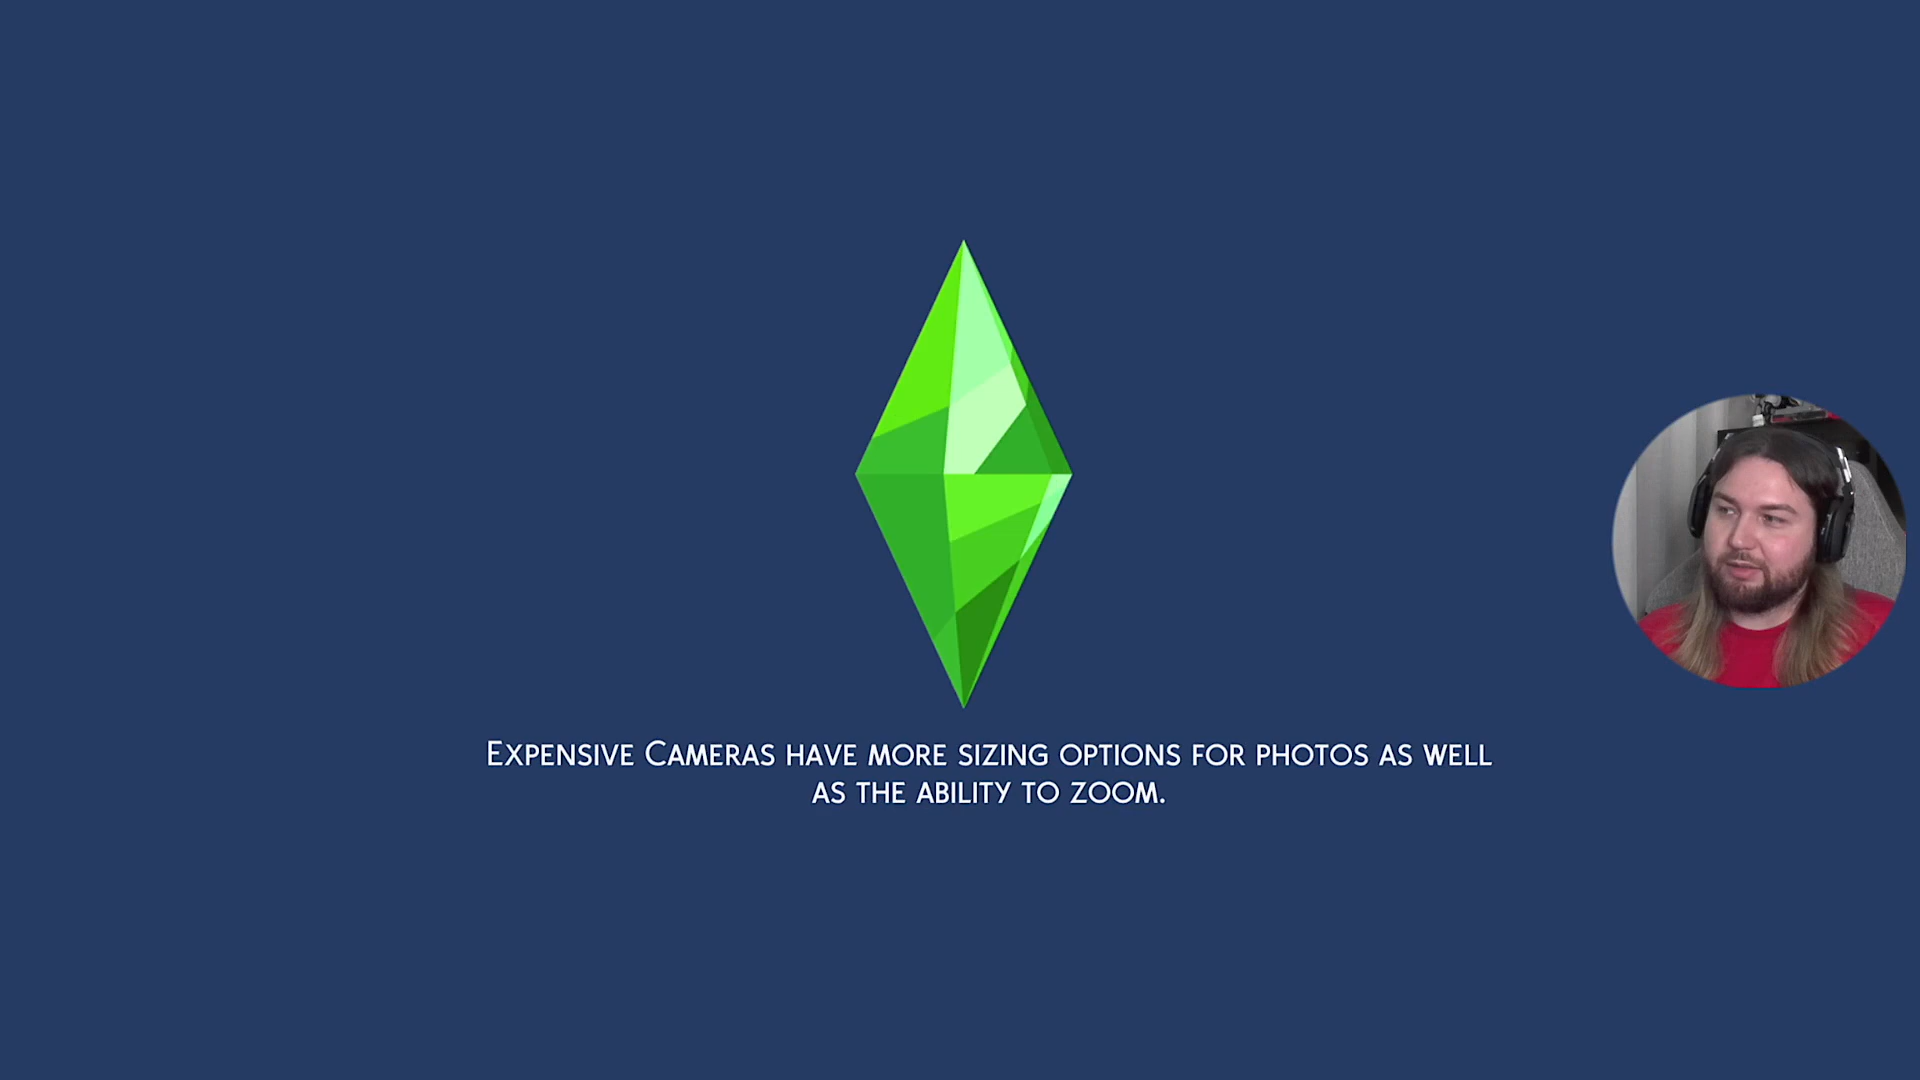 Expensive Cameras have more sizing options for photos as well
as the ability to zoom.